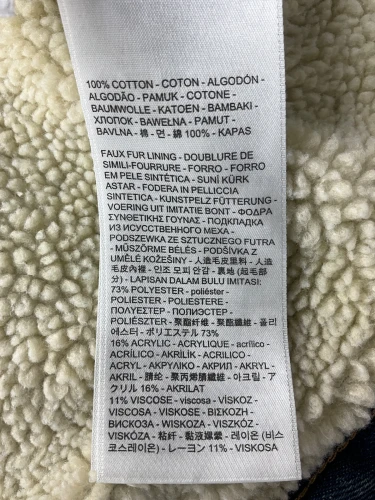 100% COTTON - COTON - ALGODÓN -
ALGODÃO - PAMUK - COTONE -
BAUMWOLLE - KATOEN - BAMBAKI -
ХЛОПОК - BAWEŁNA - PAMUT -
BAVLNA - 棉 - 면 - 綿 100% - KAPAS
FAUX FUR LINING - DOUBLURE DE
SIMILI-FOURRURE - FORRO - FORRO
EM PELE SINTÉTICA - SUNİ KÜRK
ASTAR - FODERA IN PELLICCIA
SINTETICA - KUNSTPELZ FÜTTERUNG -
VOERING UIT IMITATIE BONT - ΦΟΔΡΑ
ΣΥΝΘΕΤΙΚΗΣ ΓΟΥΝΑΣ - ПОДКЛАДКА
ИЗ ИСУССТВЕННОГО МЕХА -
PODSZEWKA ZE SZTUCZNEGO FUTRA
- MŰSZŐRME BÉLÉS - PODŠÍVKA Z
UMĚLÉ KOŽEŠINY - 人造毛皮里料 - 人造
毛皮內裡 - 인조 모피 안감 - 裏地 (起毛部
分) - LAPISAN DALAM BULU IMITASI:
73% POLYESTER - poliéster -
POLIESTER - POLIESTERE -
ΠΟΛΥΕΣΤΕΡ - ПОЛИЭСТЕР -
POLIÉSZTER - 聚酯纤维 - 聚酯纖維 - 폴리
에스터 - ポリエステル 73%
16% ACRYLIC - ACRYLIQUE - acrílico -
ACRÍLICO - AKRİLİK - ACRILICO -
ACRYL - ΑΚΡΥΛΙΚΟ - АКРИЛ - AKRYL -
AKRIL - 腈纶 - 聚丙烯腈纖維 - 아크릴 - ア
クリル 16% - AKRILAT
11% VISCOSE - viscosa - VİSKOZ -
VISCOSA - VISKOSE - ΒΙΣΚΟΖΗ -
ВИСКОЗА - WISKOZA - VISZKÓZ -
VISKÓZA - 粘纤 - 黏液嫘縈 - 레이온 (비스
코스레이온) - レーヨン 11% - VISKOSA